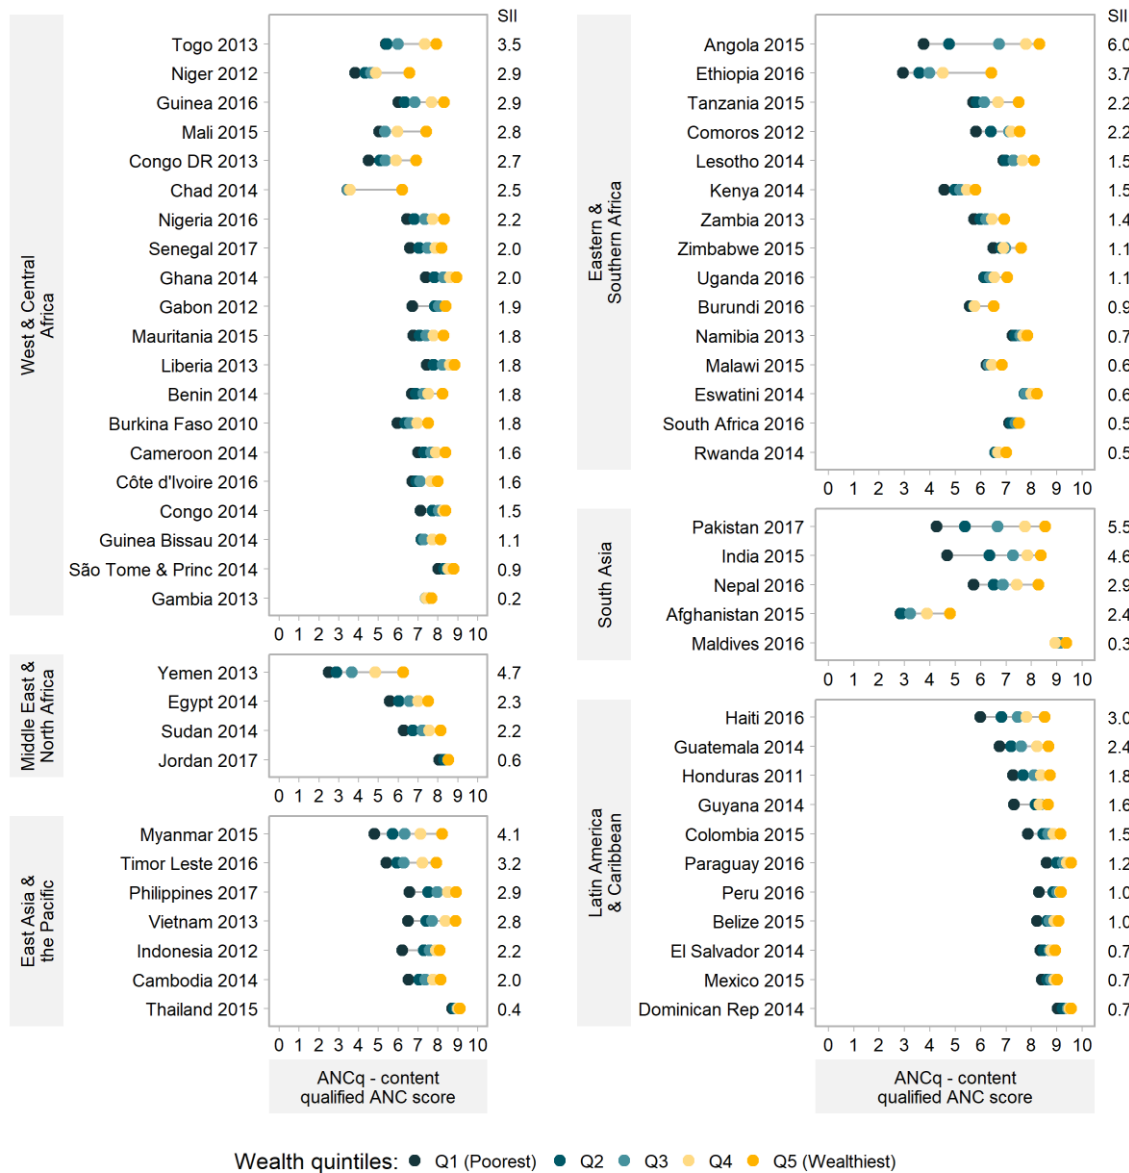 SII
West & Central
Africa
Togo 2013 3.5
Niger 2012 2.9
Guinea 2016 2.9
Mali 2015 2.8
Congo DR 2013 2.7
Chad 2014 2.5
Nigeria 2016 2.2
Senegal 2017 2.0
Ghana 2014 2.0
Gabon 2012 1.9
Mauritania 2015 1.8
Liberia 2013 1.8
Benin 2014 1.8
Burkina Faso 2010 1.8
Cameroon 2014 1.6
Côte d'Ivoire 2016 1.6
Congo 2014 1.5
Guinea Bissau 2014 1.1
São Tome & Princ 2014 0.9
Gambia 2013 0.2
0 1 2 3 4 5 6 7 8 9 10
Middle East &
North Africa
Yemen 2013 4.7
Egypt 2014 2.3
Sudan 2014 2.2
Jordan 2017 0.6
0 1 2 3 4 5 6 7 8 9 10
East Asia &
the Pacific
Myanmar 2015 4.1
Timor Leste 2016 3.2
Philippines 2017 2.9
Vietnam 2013 2.8
Indonesia 2012 2.2
Cambodia 2014 2.0
Thailand 2015 0.4
0 1 2 3 4 5 6 7 8 9 10
ANCq - content
qualified ANC score
SII
Eastern &
Southern Africa
Angola 2015 6.0
Ethiopia 2016 3.7
Tanzania 2015 2.2
Comoros 2012 2.2
Lesotho 2014 1.5
Kenya 2014 1.5
Zambia 2013 1.4
Zimbabwe 2015 1.1
Uganda 2016 1.1
Burundi 2016 0.9
Namibia 2013 0.7
Malawi 2015 0.6
Eswatini 2014 0.6
South Africa 2016 0.5
Rwanda 2014 0.5
0 1 2 3 4 5 6 7 8 9 10
South Asia
Pakistan 2017 5.5
India 2015 4.6
Nepal 2016 2.9
Afghanistan 2015 2.4
Maldives 2016 0.3
Latin America
& Caribbean
Haiti 2016 3.0
Guatemala 2014 2.4
Honduras 2011 1.8
Guyana 2014 1.6
Colombia 2015 1.5
Paraguay 2016 1.2
Peru 2016 1.0
Belize 2015 1.0
El Salvador 2014 0.7
Mexico 2015 0.7
Dominican Rep 2014 0.7
0 1 2 3 4 5 6 7 8 9 10
ANCq - content
qualified ANC score
Wealth quintiles: Q1 (Poorest) Q2 Q3 Q4 Q5 (Wealthiest)